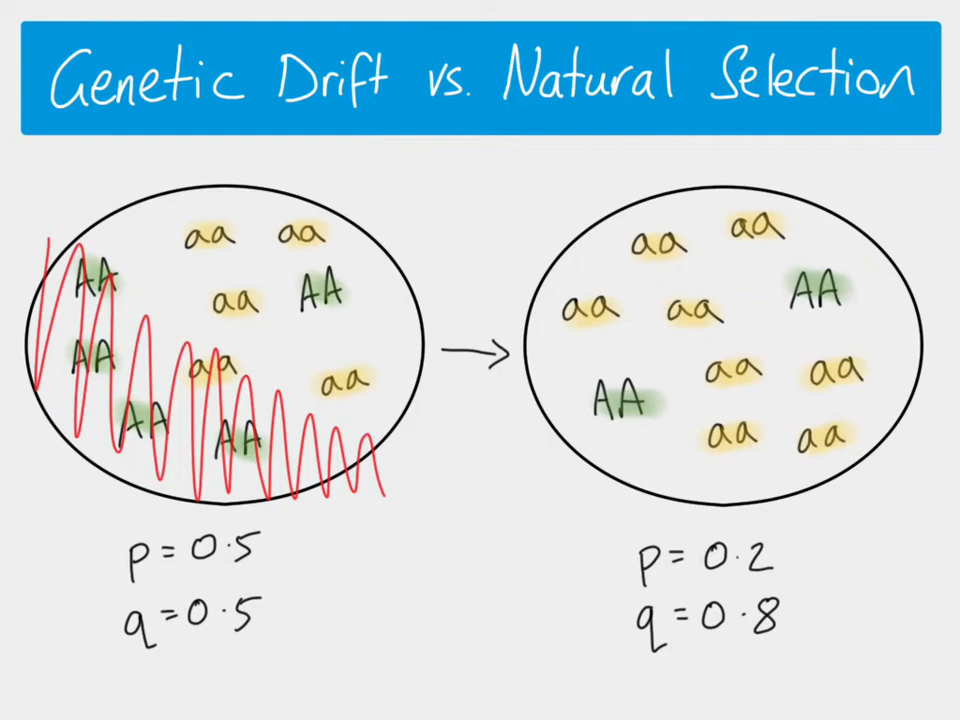 Genetic Drift vs. Natural Selection
aa aa
AA aa AA
AA aa aa
AA AA
aa aa
aa aa AA
AA aa aa
aa aa
p = 0.5
q = 0.5
p = 0.2
q = 0.8